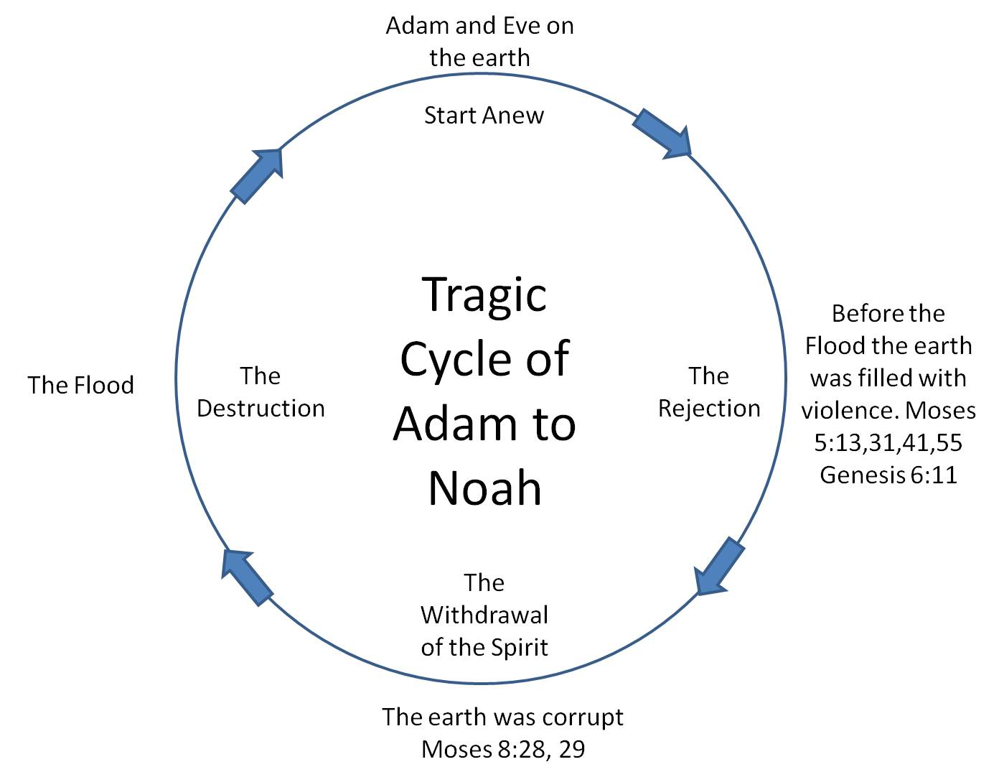 Adam and Eve on
the earth
Start Anew
Tragic
Cycle of
Adam to
Noah
The
Rejection
Before the
Flood the earth
was filled with
violence. Moses
5:13,31,41,55
Genesis 6:11
The
Withdrawal
of the Spirit
The earth was corrupt
Moses 8:28, 29
The
Destruction
The Flood